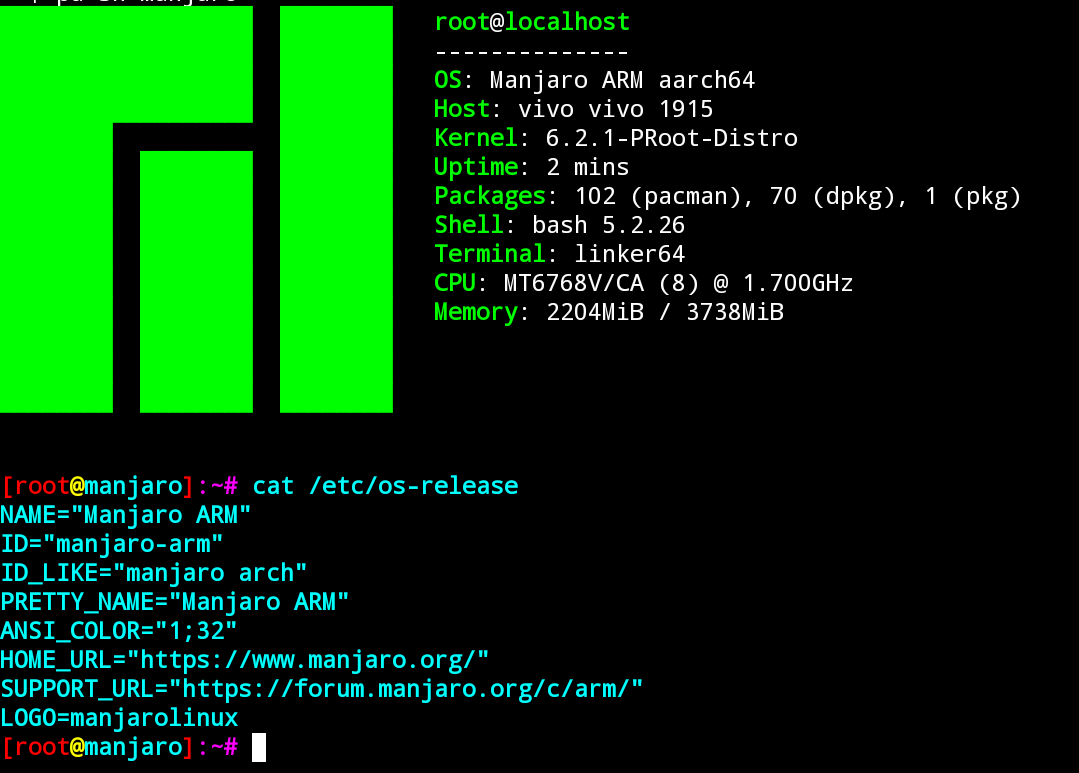 root@localhost
--------------
OS: Manjaro ARM aarch64
Host: vivo vivo 1915
Kernel: 6.2.1-PRoot-Distro
Uptime: 2 mins
Packages: 102 (pacman), 70 (dpkg), 1 (pkg)
Shell: bash 5.2.26
Terminal: linker64
CPU: MT6768V/CA (8) @ 1.700GHz
Memory: 2204MiB / 3738MiB
[root@manjaro]:~# cat /etc/os-release
NAME="Manjaro ARM"
ID="manjaro-arm"
ID_LIKE="manjaro arch"
PRETTY_NAME="Manjaro ARM"
ANSI_COLOR="1;32"
HOME_URL="https://www.manjaro.org/"
SUPPORT_URL="https://forum.manjaro.org/c/arm/"
LOGO=manjarolinux
[root@manjaro]:~#